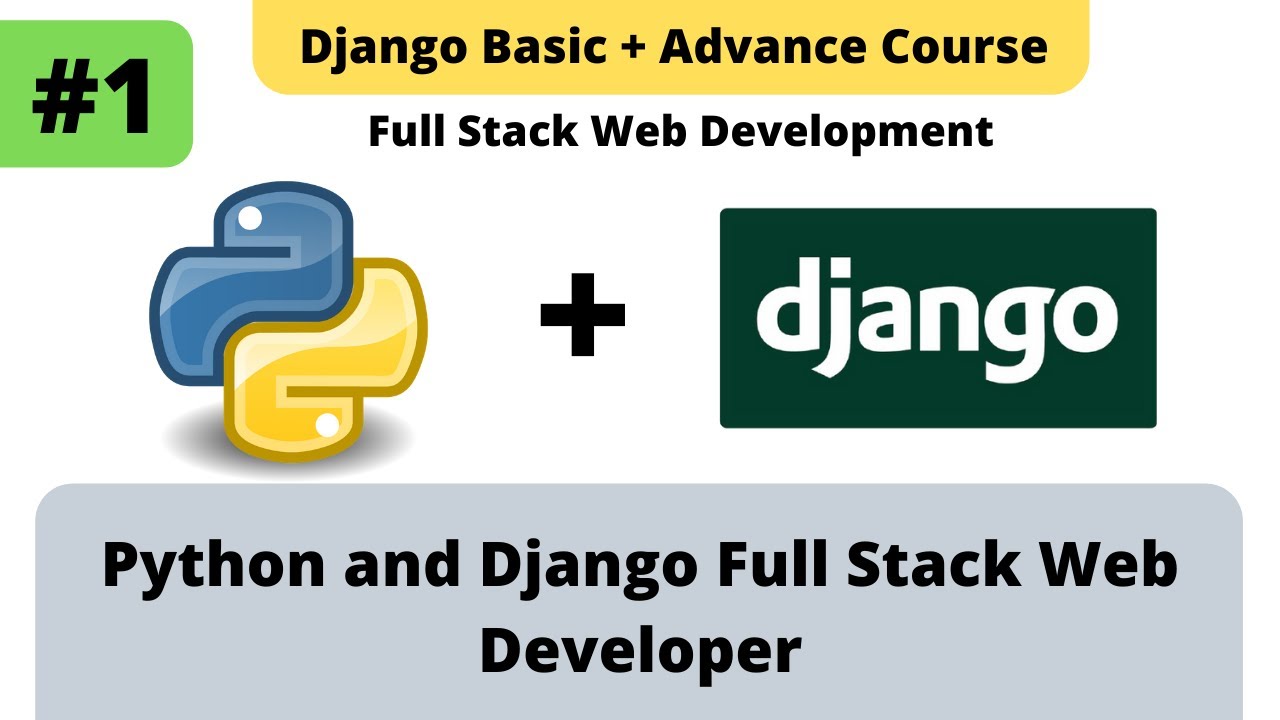 #1
Django Basic + Advance Course
Full Stack Web Development
+
django
Python and Django Full Stack Web
Developer